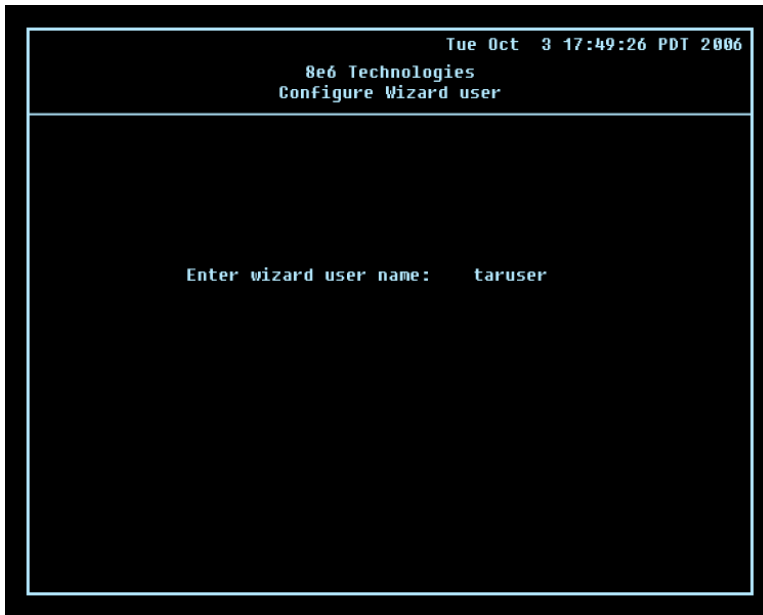 Tue Oct  3 17:49:26 PDT 2006
8e6 Technologies
Configure Wizard user
Enter wizard user name:    taruser